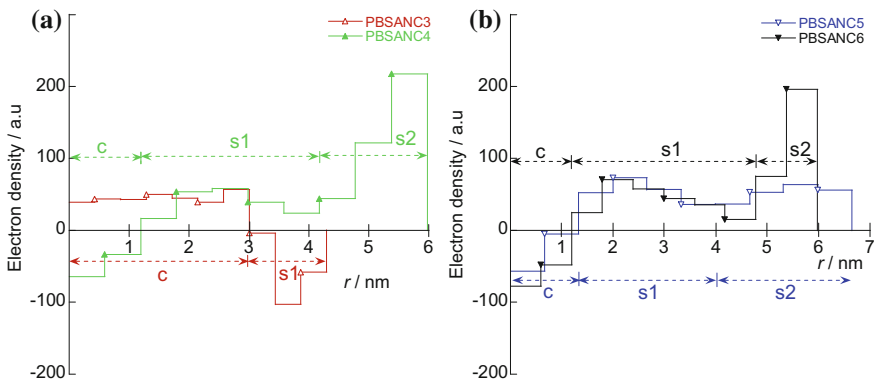 (a)
PBSANC3
PBSANC4
Electron density / a.u
200
100
0
-100
-200
1 2 3 4 5 6
c s1 s2
c s1
r / nm
(b)
PBSANC5
PBSANC6
Electron density / a.u
200
100
0
-100
-200
1 2 3 4 5 6 7
c s1 s2
c s1 s2
r / nm